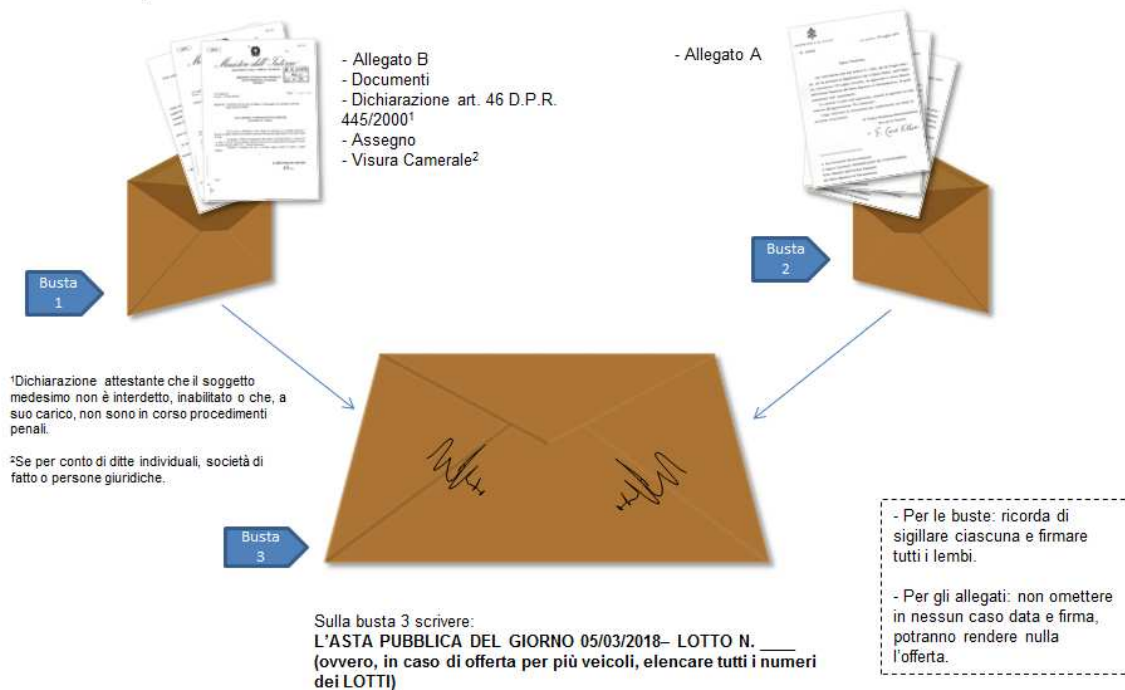 Ministero dell'Interno
- Allegato B
- Documenti
- Dichiarazione art. 46 D.P.R.
445/2000¹
- Assegno
- Visura Camerale²
- Allegato A
Busta
1
Busta
2
¹Dichiarazione attestante che il soggetto
medesimo non è interdetto, inabilitato o che, a
suo carico, non sono in corso procedimenti
penali.
²Se per conto di ditte individuali, società di
fatto o persone giuridiche.
Busta
3
- Per le buste: ricorda di
sigillare ciascuna e firmare
tutti i lembi.
- Per gli allegati: non omettere
in nessun caso data e firma,
potranno rendere nulla
l'offerta.
Sulla busta 3 scrivere:
L'ASTA PUBBLICA DEL GIORNO 05/03/2018– LOTTO N. ____
(ovvero, in caso di offerta per più veicoli, elencare tutti i numeri
dei LOTTI)